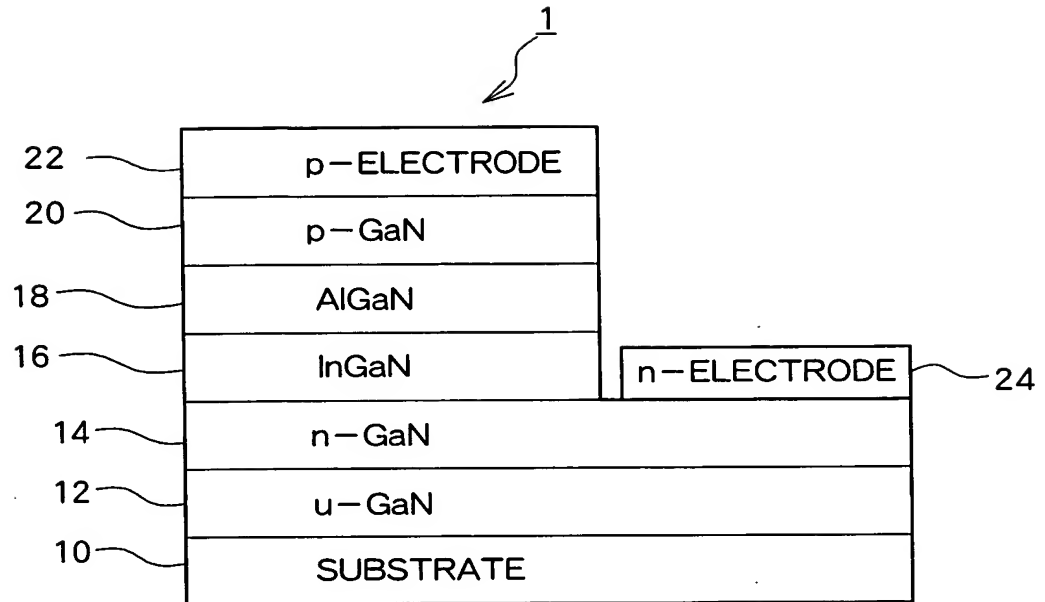 1
22 p-ELECTRODE
20 p-GaN
18 AlGaN
16 InGaN
n-ELECTRODE 24
14 n-GaN
12 u-GaN
10 SUBSTRATE